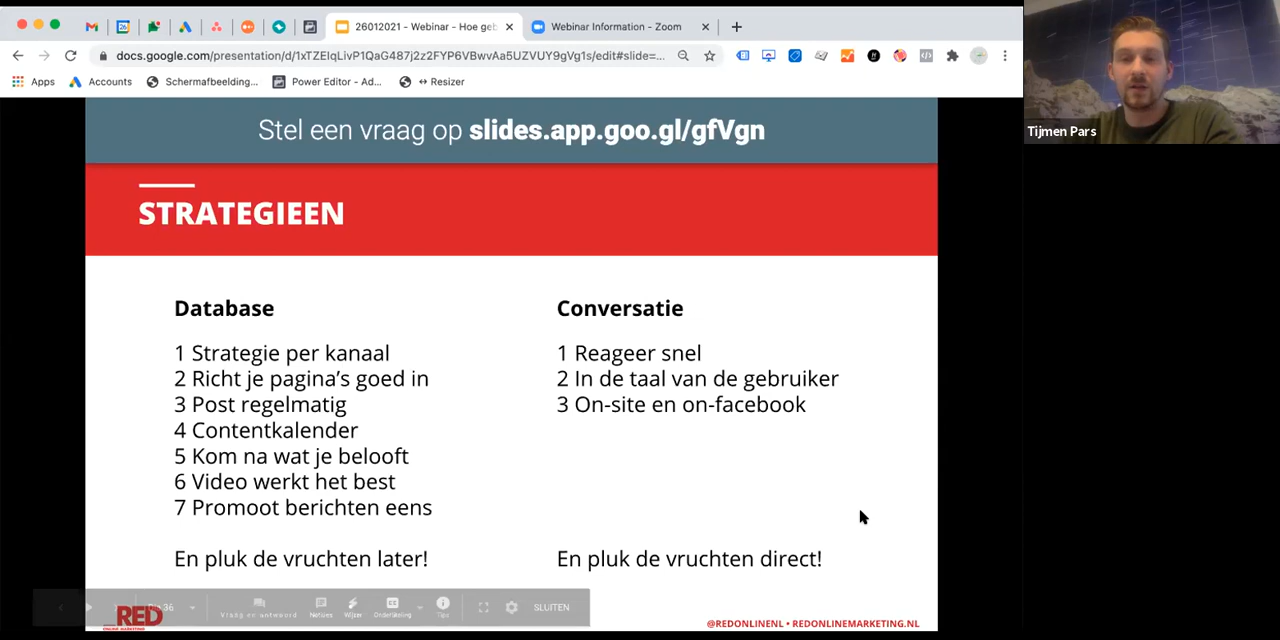 26012021 - Webinar - Hoe geb
Webinar Information - Zoom
docs.google.com/presentation/d/1xTZEIqLivP1QaG487j2z2FYP6VBwvAa5UZVUY9gVg1s/edit#slide=...
Apps
Accounts
Schermafbeelding...
Power Editor - Ad...
↔ Resizer
Tijmen Pars
Stel een vraag op slides.app.goo.gl/gfVgn
STRATEGIEEN
Database
1 Strategie per kanaal
2 Richt je pagina's goed in
3 Post regelmatig
4 Contentkalender
5 Kom na wat je belooft
6 Video werkt het best
7 Promoot berichten eens
En pluk de vruchten later!
Conversatie
1 Reageer snel
2 In de taal van de gebruiker
3 On-site en on-facebook
En pluk de vruchten direct!
Vraag en antwoord
Notities
Wijzer
Ondertiteling
Tips
SLUITEN
RED
ONLINE MARKETING
@REDONLINENL • REDONLINEMARKETING.NL